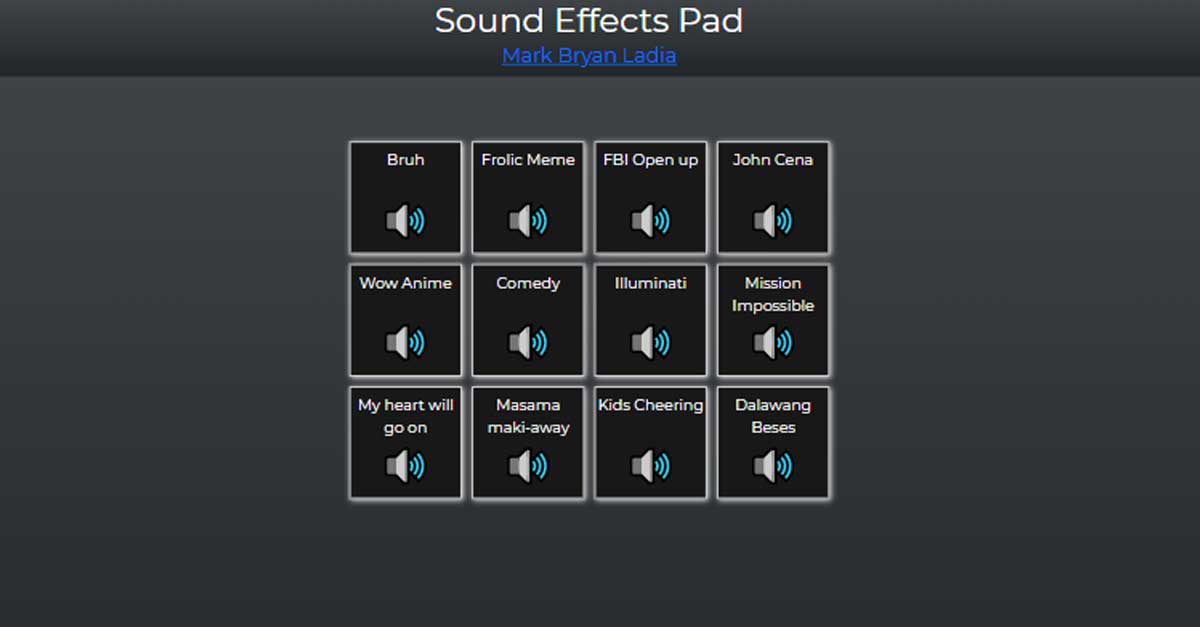 Sound Effects Pad
Mark Bryan Ladia
Bruh
Frolic Meme
FBI Open up
John Cena
Wow Anime
Comedy
Illuminati
Mission
Impossible
My heart will
go on
Masama
maki-away
Kids Cheering
Dalawang
Beses